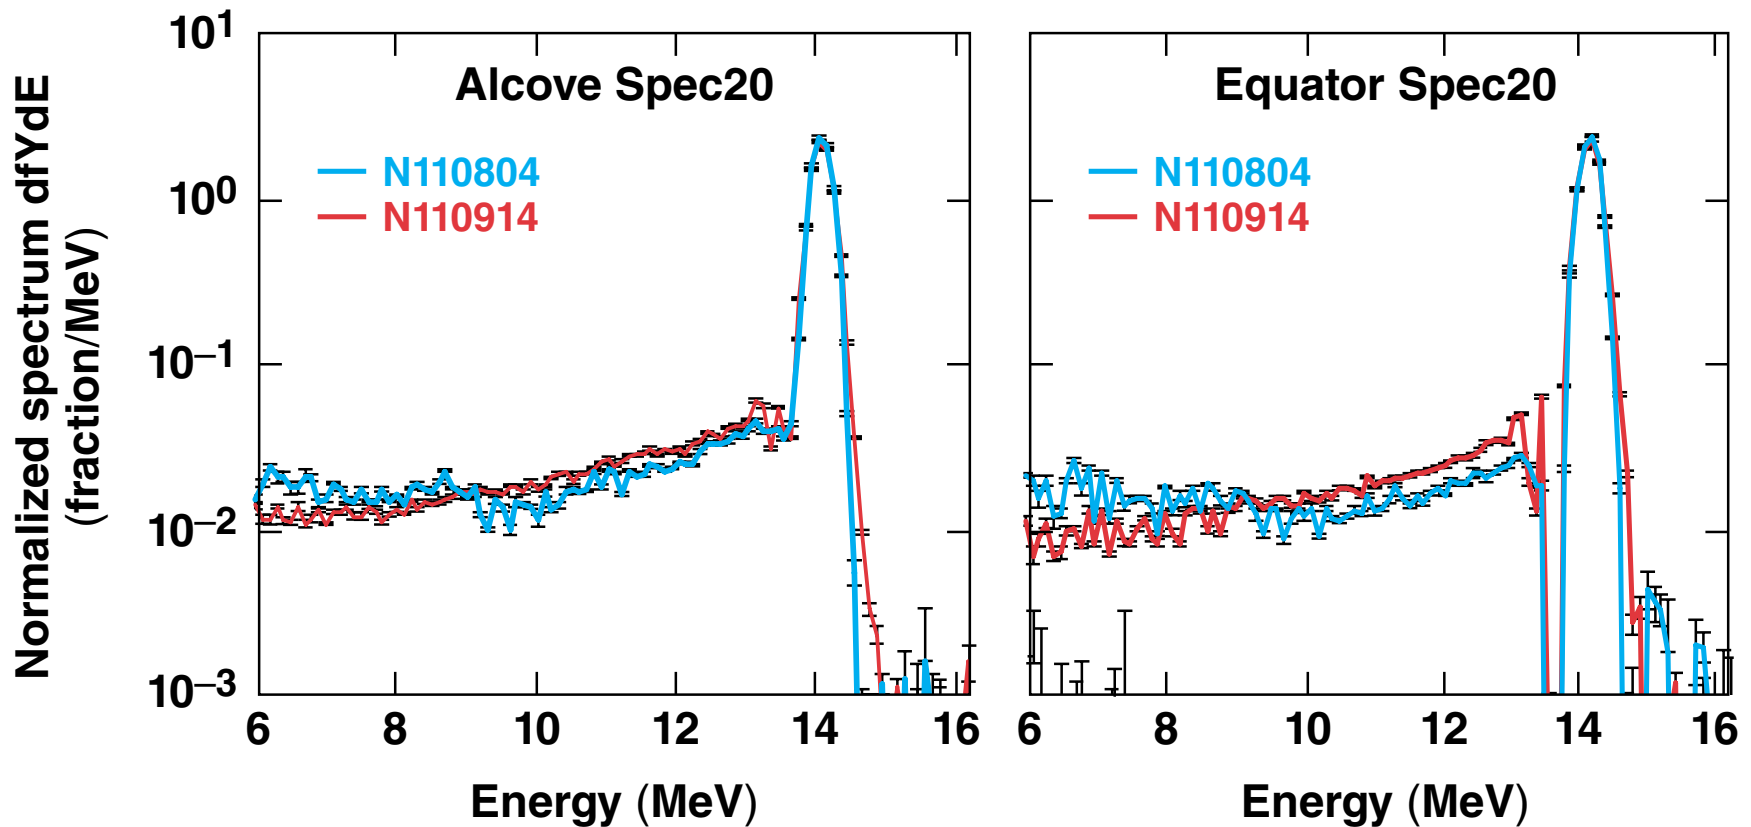 Normalized spectrum dfYdE
(fraction/MeV)
10¹
10⁰
10⁻¹
10⁻²
10⁻³
Alcove Spec20
N110804
N110914
6 8 10 12 14 16
Energy (MeV)
Equator Spec20
N110804
N110914
6 8 10 12 14 16
Energy (MeV)